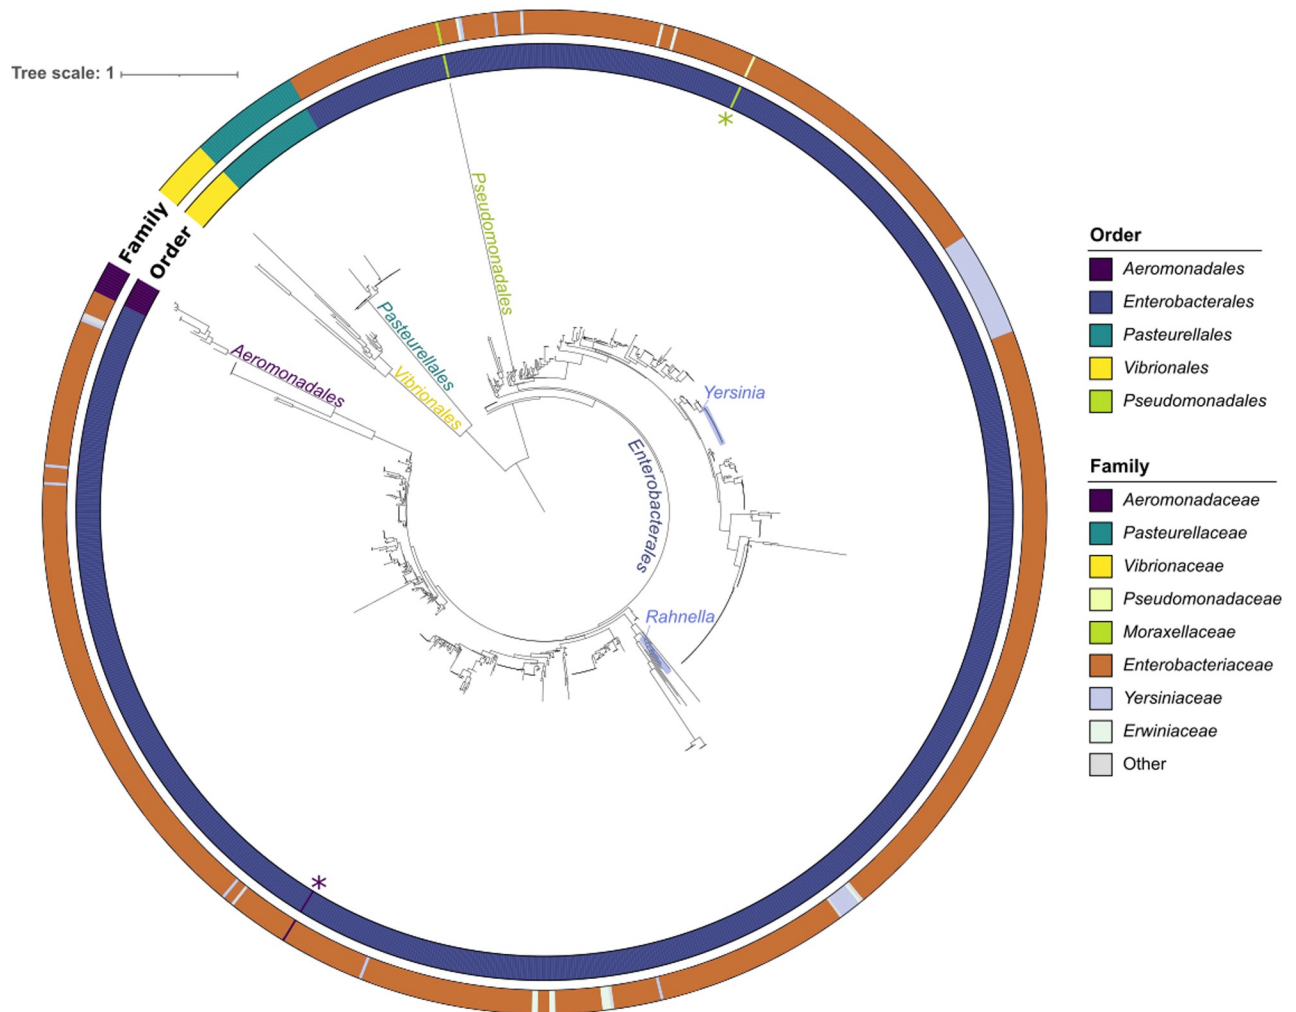 Tree scale: 1
Family
Order
Pseudomonadales
Pasteurellales
Vibrionales
Aeromonadales
Yersinia
Enterobacterales
Rahnella
*
*
Order
Aeromonadales
Enterobacterales
Pasteurellales
Vibrionales
Pseudomonadales
Family
Aeromonadaceae
Pasteurellaceae
Vibrionaceae
Pseudomonadaceae
Moraxellaceae
Enterobacteriaceae
Yersiniaceae
Erwiniaceae
Other